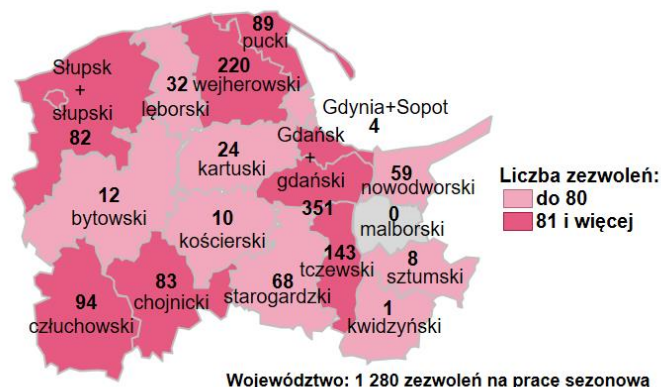 89
pucki
Słupsk
+
słupski
82
32
lęborski
220
wejherowski
Gdynia+Sopot
4
Gdańsk
+
gdański
351
24
kartuski
59
nowodworski
12
bytowski
10
kościerski
0
malborski
143
tczewski
8
sztumski
94
człuchowski
83
chojnicki
68
starogardzki
1
kwidzyński
Liczba zezwoleń:
do 80
81 i więcej
Województwo: 1 280 zezwoleń na pracę sezonową